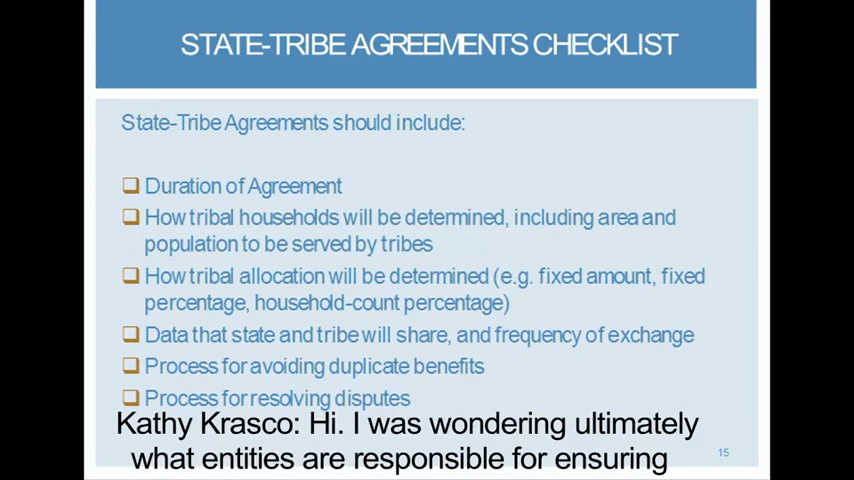 STATE-TRIBE AGREEMENTS CHECKLIST
State-Tribe Agreements should include:
❑ Duration of Agreement
❑ How tribal households will be determined, including area and
population to be served by tribes
❑ How tribal allocation will be determined (e.g. fixed amount, fixed
percentage, household-count percentage)
❑ Data that state and tribe will share, and frequency of exchange
❑ Process for avoiding duplicate benefits
❑ Process for resolving disputes
Kathy Krasco: Hi. I was wondering ultimately
what entities are responsible for ensuring
15